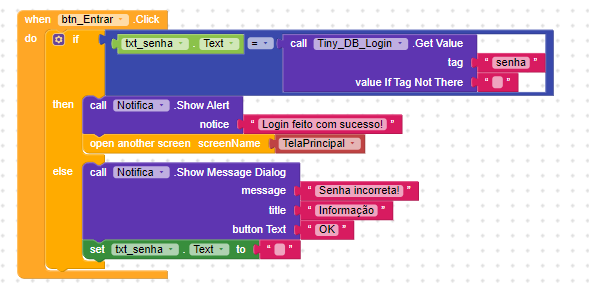 when btn_Entrar .Click
do if txt_senha . Text = call Tiny_DB_Login .Get Value
tag " senha "
value If Tag Not There " "
then call Notifica .Show Alert
notice " Login feito com sucesso! "
open another screen screenName TelaPrincipal
else call Notifica .Show Message Dialog
message " Senha incorreta! "
title " Informação "
button Text " OK "
set txt_senha . Text to " "